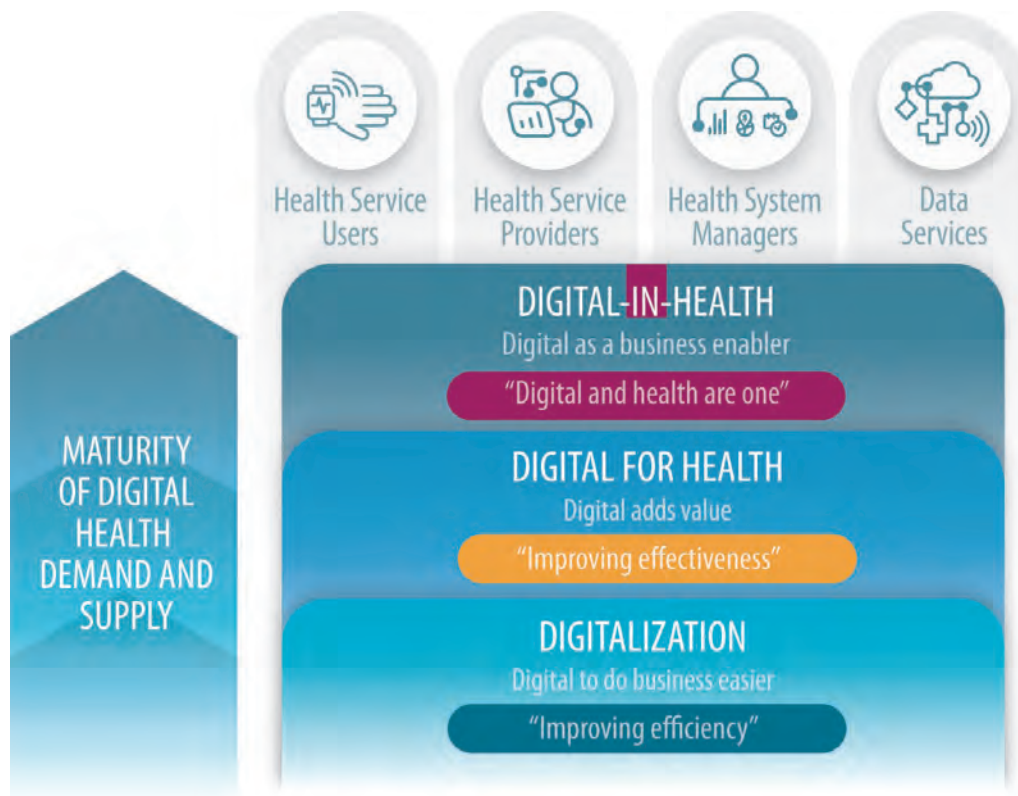 Health Service
Users
Health Service
Providers
Health System
Managers
Data
Services
MATURITY
OF DIGITAL
HEALTH
DEMAND AND
SUPPLY
DIGITAL-IN-HEALTH
Digital as a business enabler
“Digital and health are one”
DIGITAL FOR HEALTH
Digital adds value
“Improving effectiveness”
DIGITALIZATION
Digital to do business easier
“Improving efficiency”